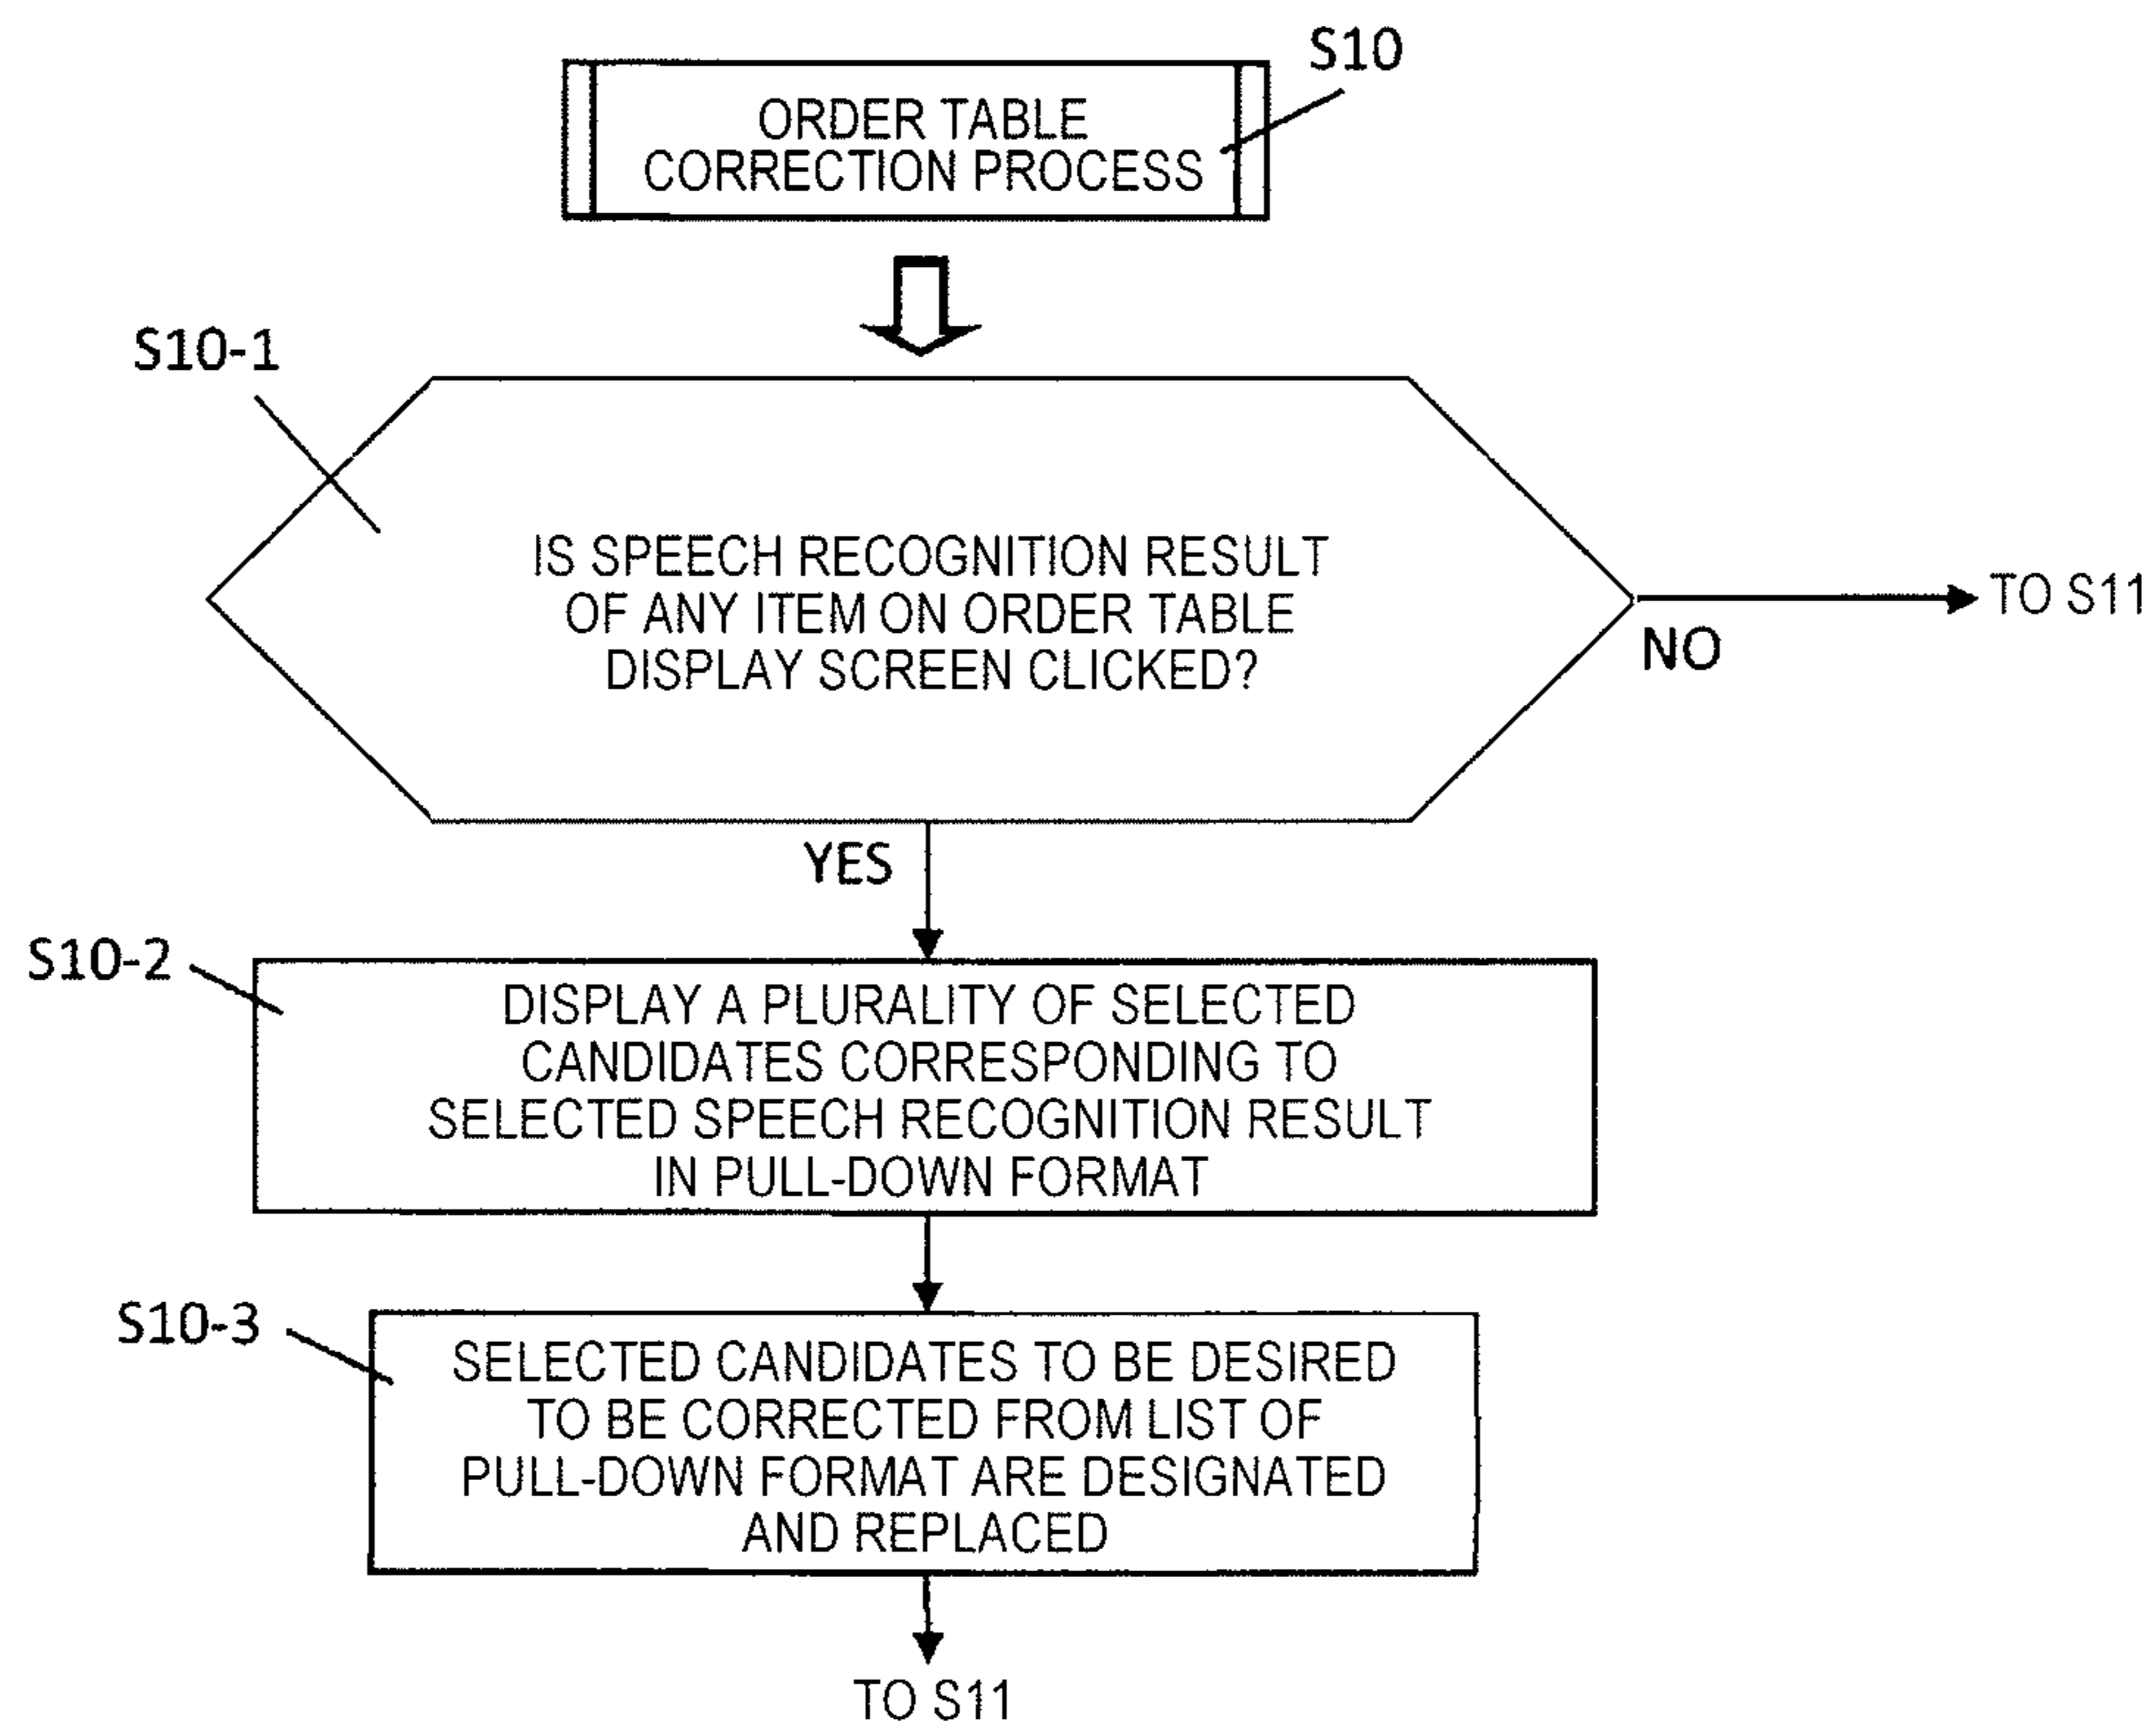 S10
ORDER TABLE
CORRECTION PROCESS
S10-1
IS SPEECH RECOGNITION RESULT
OF ANY ITEM ON ORDER TABLE
DISPLAY SCREEN CLICKED?
TO S11
NO
YES
S10-2
DISPLAY A PLURALITY OF SELECTED
CANDIDATES CORRESPONDING TO
SELECTED SPEECH RECOGNITION RESULT
IN PULL-DOWN FORMAT
S10-3
SELECTED CANDIDATES TO BE DESIRED
TO BE CORRECTED FROM LIST OF
PULL-DOWN FORMAT ARE DESIGNATED
AND REPLACED
TO S11